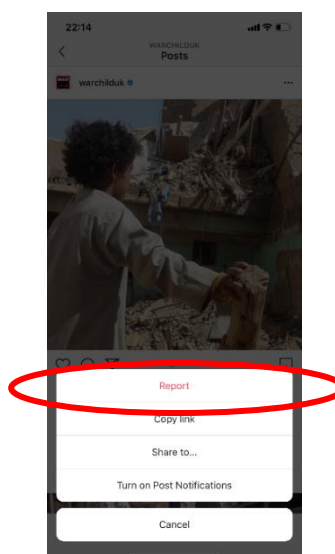 22:14
WARCHILDUK
Posts
warchilduk
Report
Copy link
Share to...
Turn on Post Notifications
Cancel